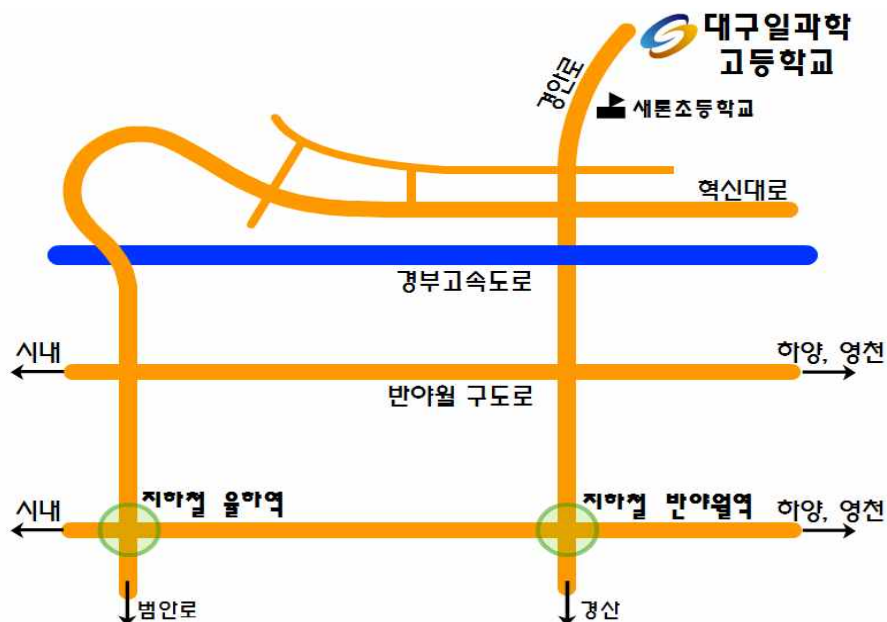 대구일과학
고등학교
경안로
새론초등학교
혁신대로
경부고속도로
시내
하양, 영천
반야월 구도로
지하철 율하역
지하철 반야월역
시내
하양, 영천
범안로
경산